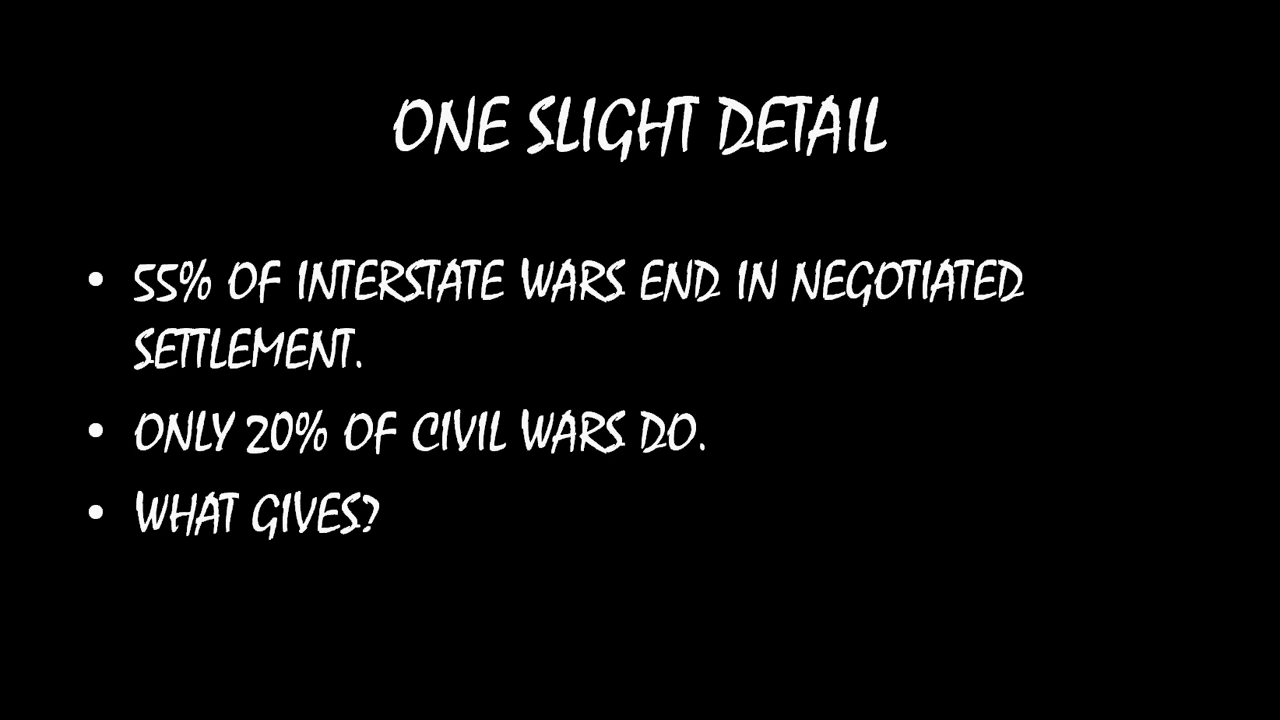 ONE SLIGHT DETAIL
• 55% OF INTERSTATE WARS END IN NEGOTIATED
SETTLEMENT.
• ONLY 20% OF CIVIL WARS DO.
• WHAT GIVES?